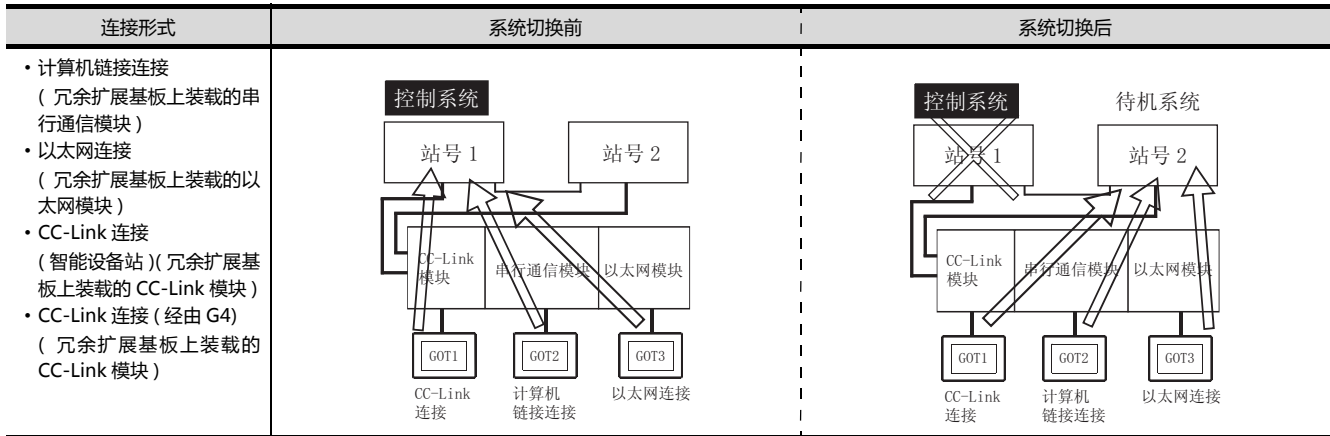 连接形式
系统切换前
系统切换后
・计算机链接连接
( 冗余扩展基板上装载的串
行通信模块 )
・以太网连接
( 冗余扩展基板上装载的以
太网模块 )
・CC-Link 连接
( 智能设备站 )( 冗余扩展基
板上装载的 CC-Link 模块 )
・CC-Link 连接 ( 经由 G4)
( 冗余扩展基板上装载的
CC-Link 模块 )
控制系统
站号 1
站号 2
CC-Link
模块
串行通信模块
以太网模块
GOT1
GOT2
GOT3
CC-Link
连接
计算机
链接连接
以太网连接
控制系统
待机系统
站号 1
站号 2
CC-Link
模块
串行通信模块
以太网模块
GOT1
GOT2
GOT3
CC-Link
连接
计算机
链接连接
以太网连接